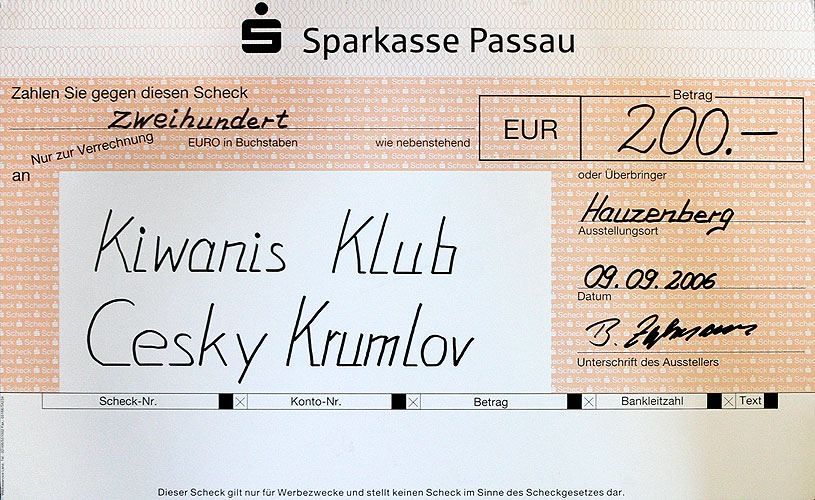 Sparkasse Passau
Zahlen Sie gegen diesen Scheck
zweihundert
Nur zur Verrechnung
EURO in Buchstaben
wie nebenstehend
EUR
Betrag
200.—
an
Kiwanis Klub
Cesky Krumlov
oder Überbringer
Hauzenberg
Ausstellungsort
09.09.2006
Datum
B.
Unterschrift des Ausstellers
Scheck-Nr. Konto-Nr. Betrag Bankleitzahl Text
Dieser Scheck gilt nur für Werbezwecke und stellt keinen Scheck im Sinne des Scheckgesetzes dar.